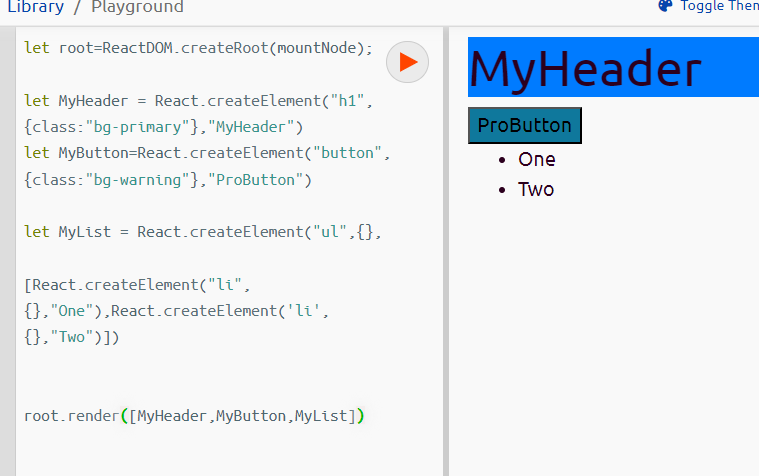 Library / Playground
Toggle Then
let root=ReactDOM.createRoot(mountNode);
let MyHeader = React.createElement("h1",
{class:"bg-primary"},"MyHeader")
let MyButton=React.createElement("button",
{class:"bg-warning"},"ProButton")
let MyList = React.createElement("ul",{},
[React.createElement("li",
{},"One"),React.createElement('li',
{},"Two")])
root.render([MyHeader,MyButton,MyList])
MyHeader
ProButton
• One
• Two